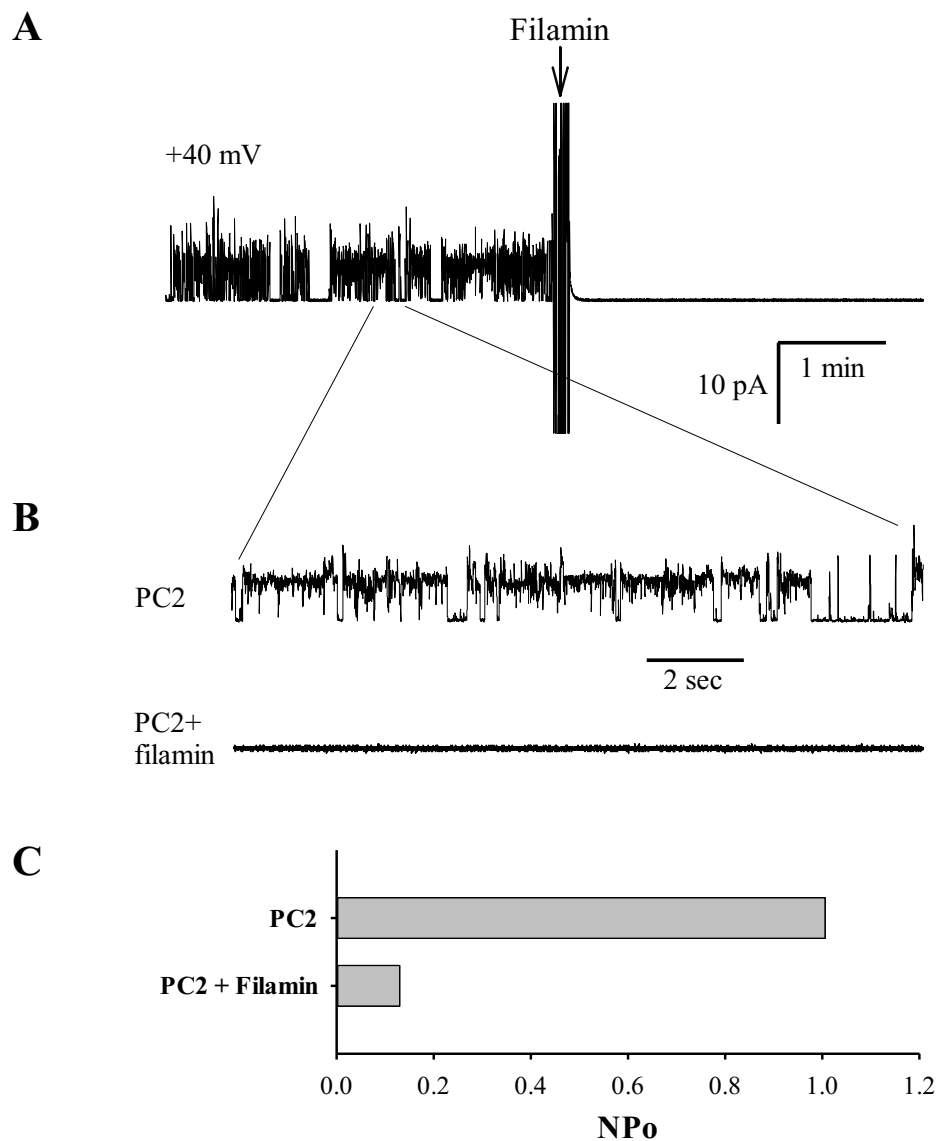 A
Filamin
+40 mV
10 pA
1 min
B
PC2
2 sec
PC2+
filamin
C
PC2
PC2 + Filamin
0.0 0.2 0.4 0.6 0.8 1.0 1.2
NPo